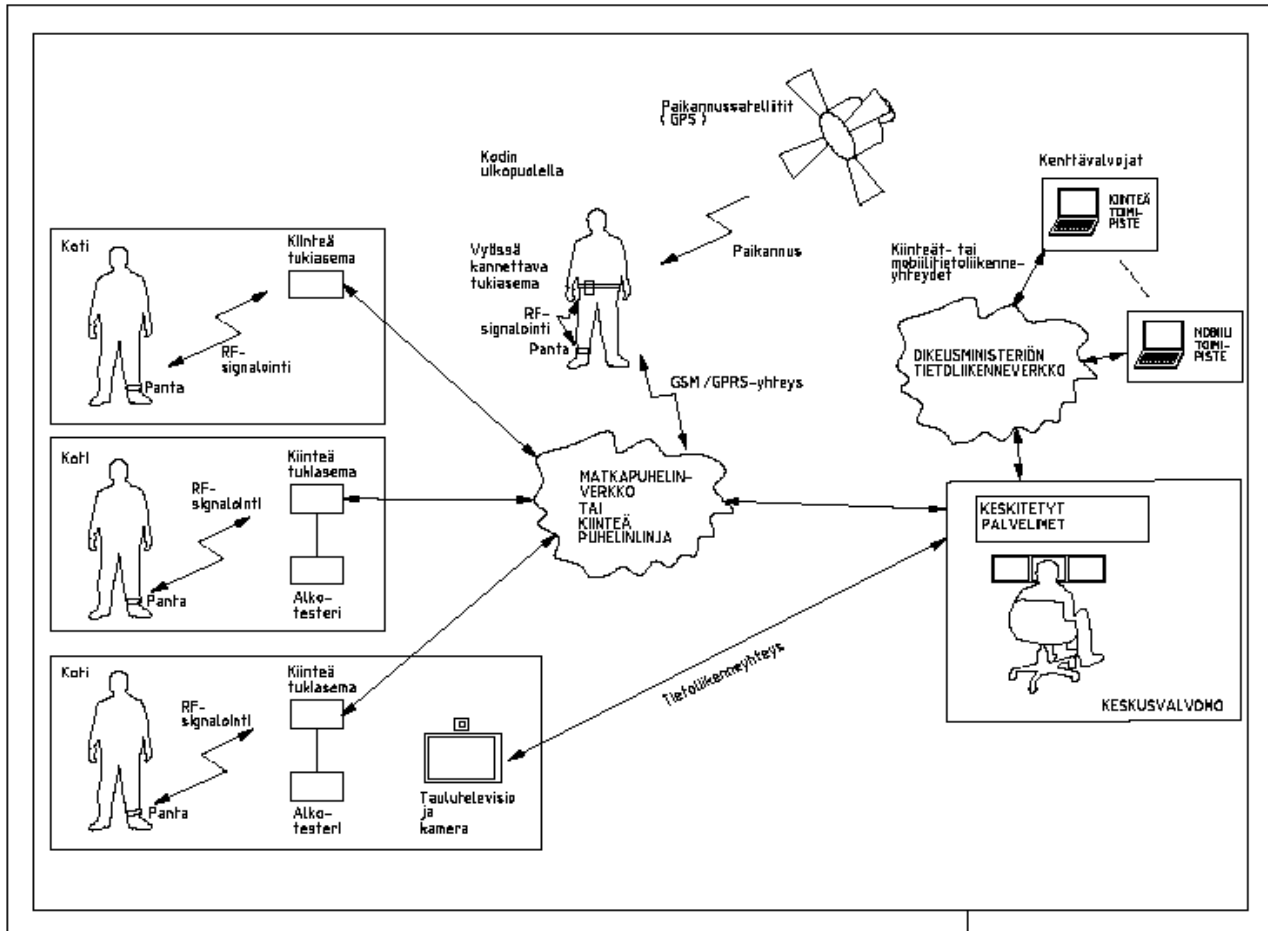 Paikannussatelliitit
( GPS )
Kodin
ulkopuolella
Kenttävalvojat
KIINTEÄ
TOIMI-
PISTE
Koti
Kiinteä
tukiasema
RF-
signalointi
Panta
Vyössä
kannettava
tukiasema
RF-
signalointi
Panta
Paikannus
Kiinteät- tai
mobiilitietoliikenne-
yhteydet
OIKEUSMINISTERIÖN
TIETOLIIKENNEVERKKO
MOBIILI
TOIMI-
PISTE
GSM/GPRS-yhteys
Koti
Kiinteä
tukiasema
RF-
signalointi
Panta
Alko-
testeri
MATKAPUHELIN-
VERKKO
TAI
KIINTEÄ
PUHELINLINJA
KESKITETYT
PALVELIMET
Koti
Kiinteä
tukiasema
RF-
signalointi
Panta
Alko-
testeri
Taulutelevisio
ja
kamera
Tietoliikenneyhteys
KESKUSVALVOMO